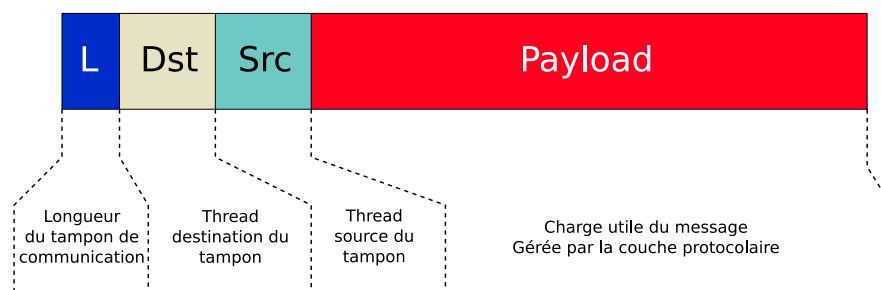 L
Dst
Src
Payload
Longueur
du tampon de
communication
Thread
destination du
tampon
Thread
source du
tampon
Charge utile du message
Gérée par la couche protocolaire